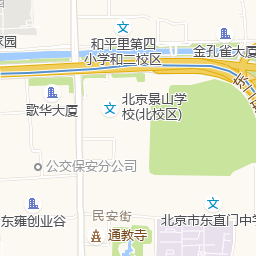 家园
和平里第四
小学和二校区
金孔雀大厦
歌华大厦
北京景山学
校(北校区)
公交保安分公司
东雍创业谷
民安街
通教寺
北京市东直门中学